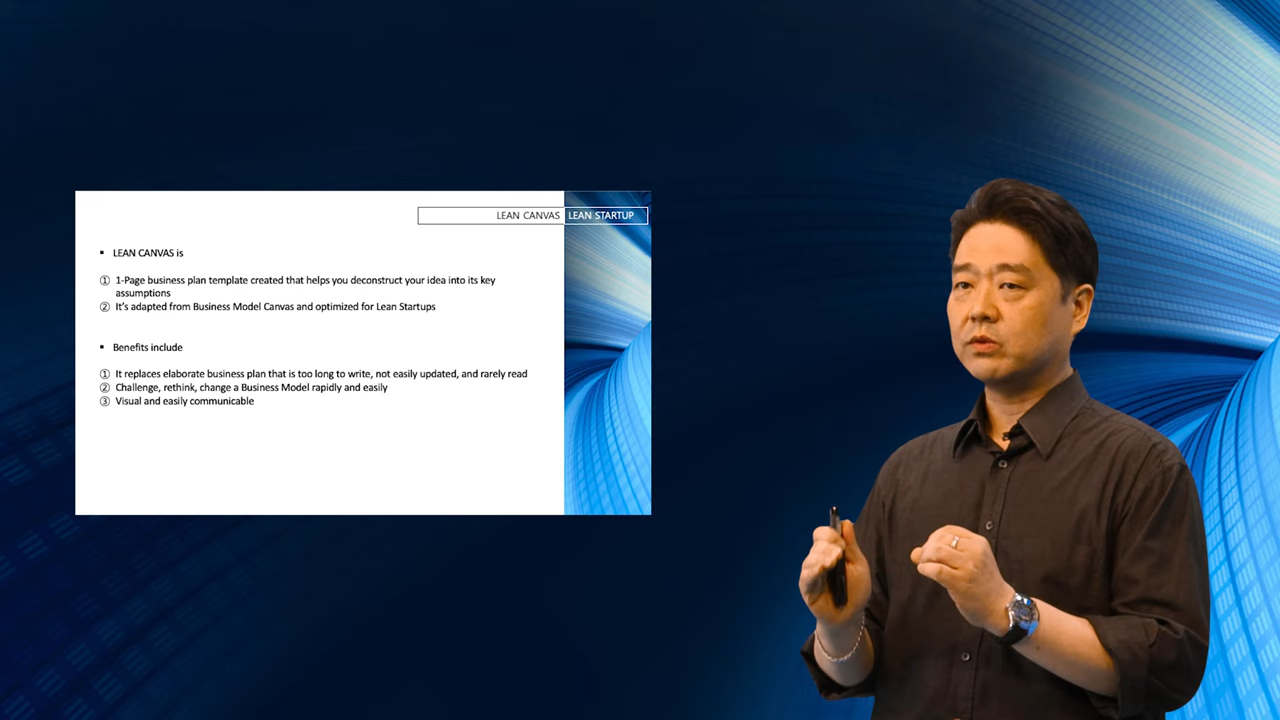 LEAN CANVAS LEAN STARTUP
▪ LEAN CANVAS is
① 1-Page business plan template created that helps you deconstruct your idea into its key
assumptions
② It's adapted from Business Model Canvas and optimized for Lean Startups
▪ Benefits include
① It replaces elaborate business plan that is too long to write, not easily updated, and rarely read
② Challenge, rethink, change a Business Model rapidly and easily
③ Visual and easily communicable